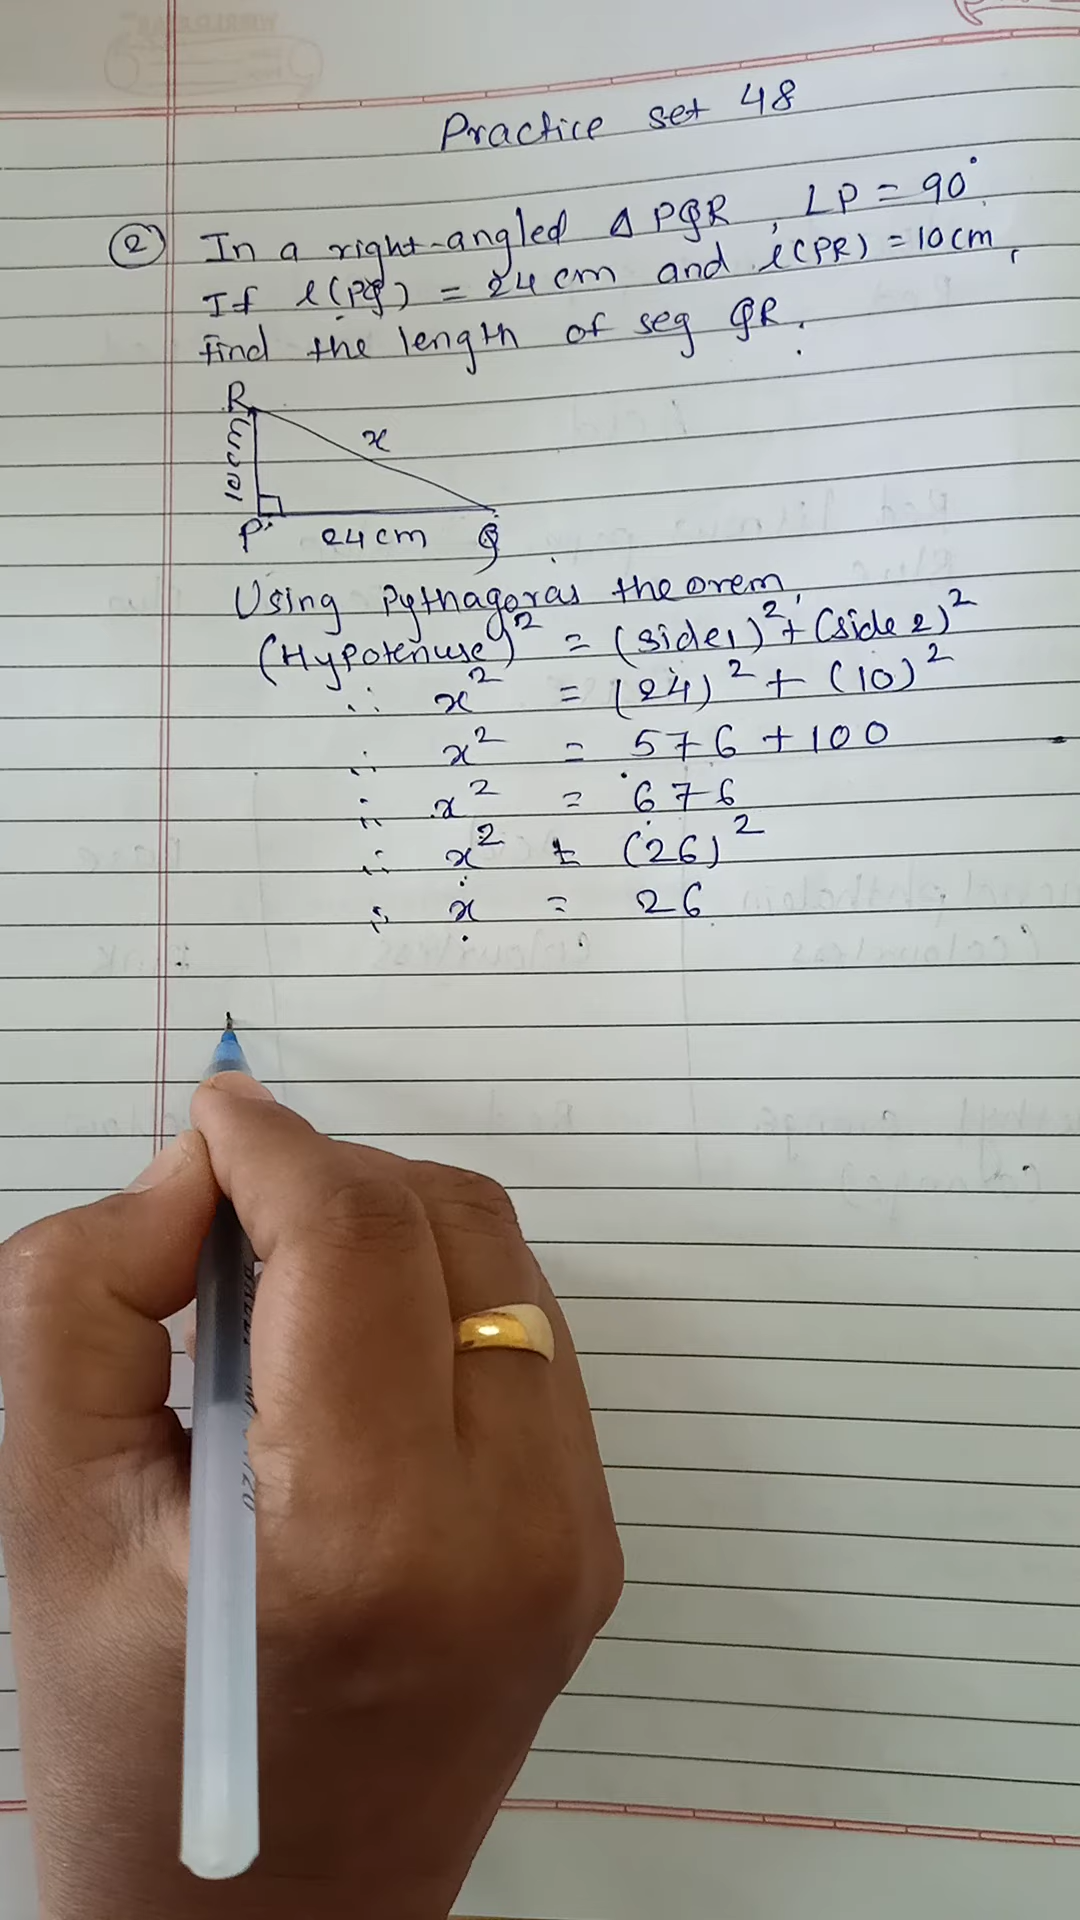 Practice set 48
② In a right-angled △ PQR, ∠P = 90°.
If l(PQ) = 24 cm and l(PR) = 10 cm,
find the length of seg QR.
R
x
10 cm
P
24 cm
Q
Using Pythagoras theorem,
(Hypotenuse)² = (side1)² + (side 2)²
∴ x² = (24)² + (10)²
∴ x² = 576 + 100
∴ x² = 676
∴ x² = (26)²
∴ x = 26